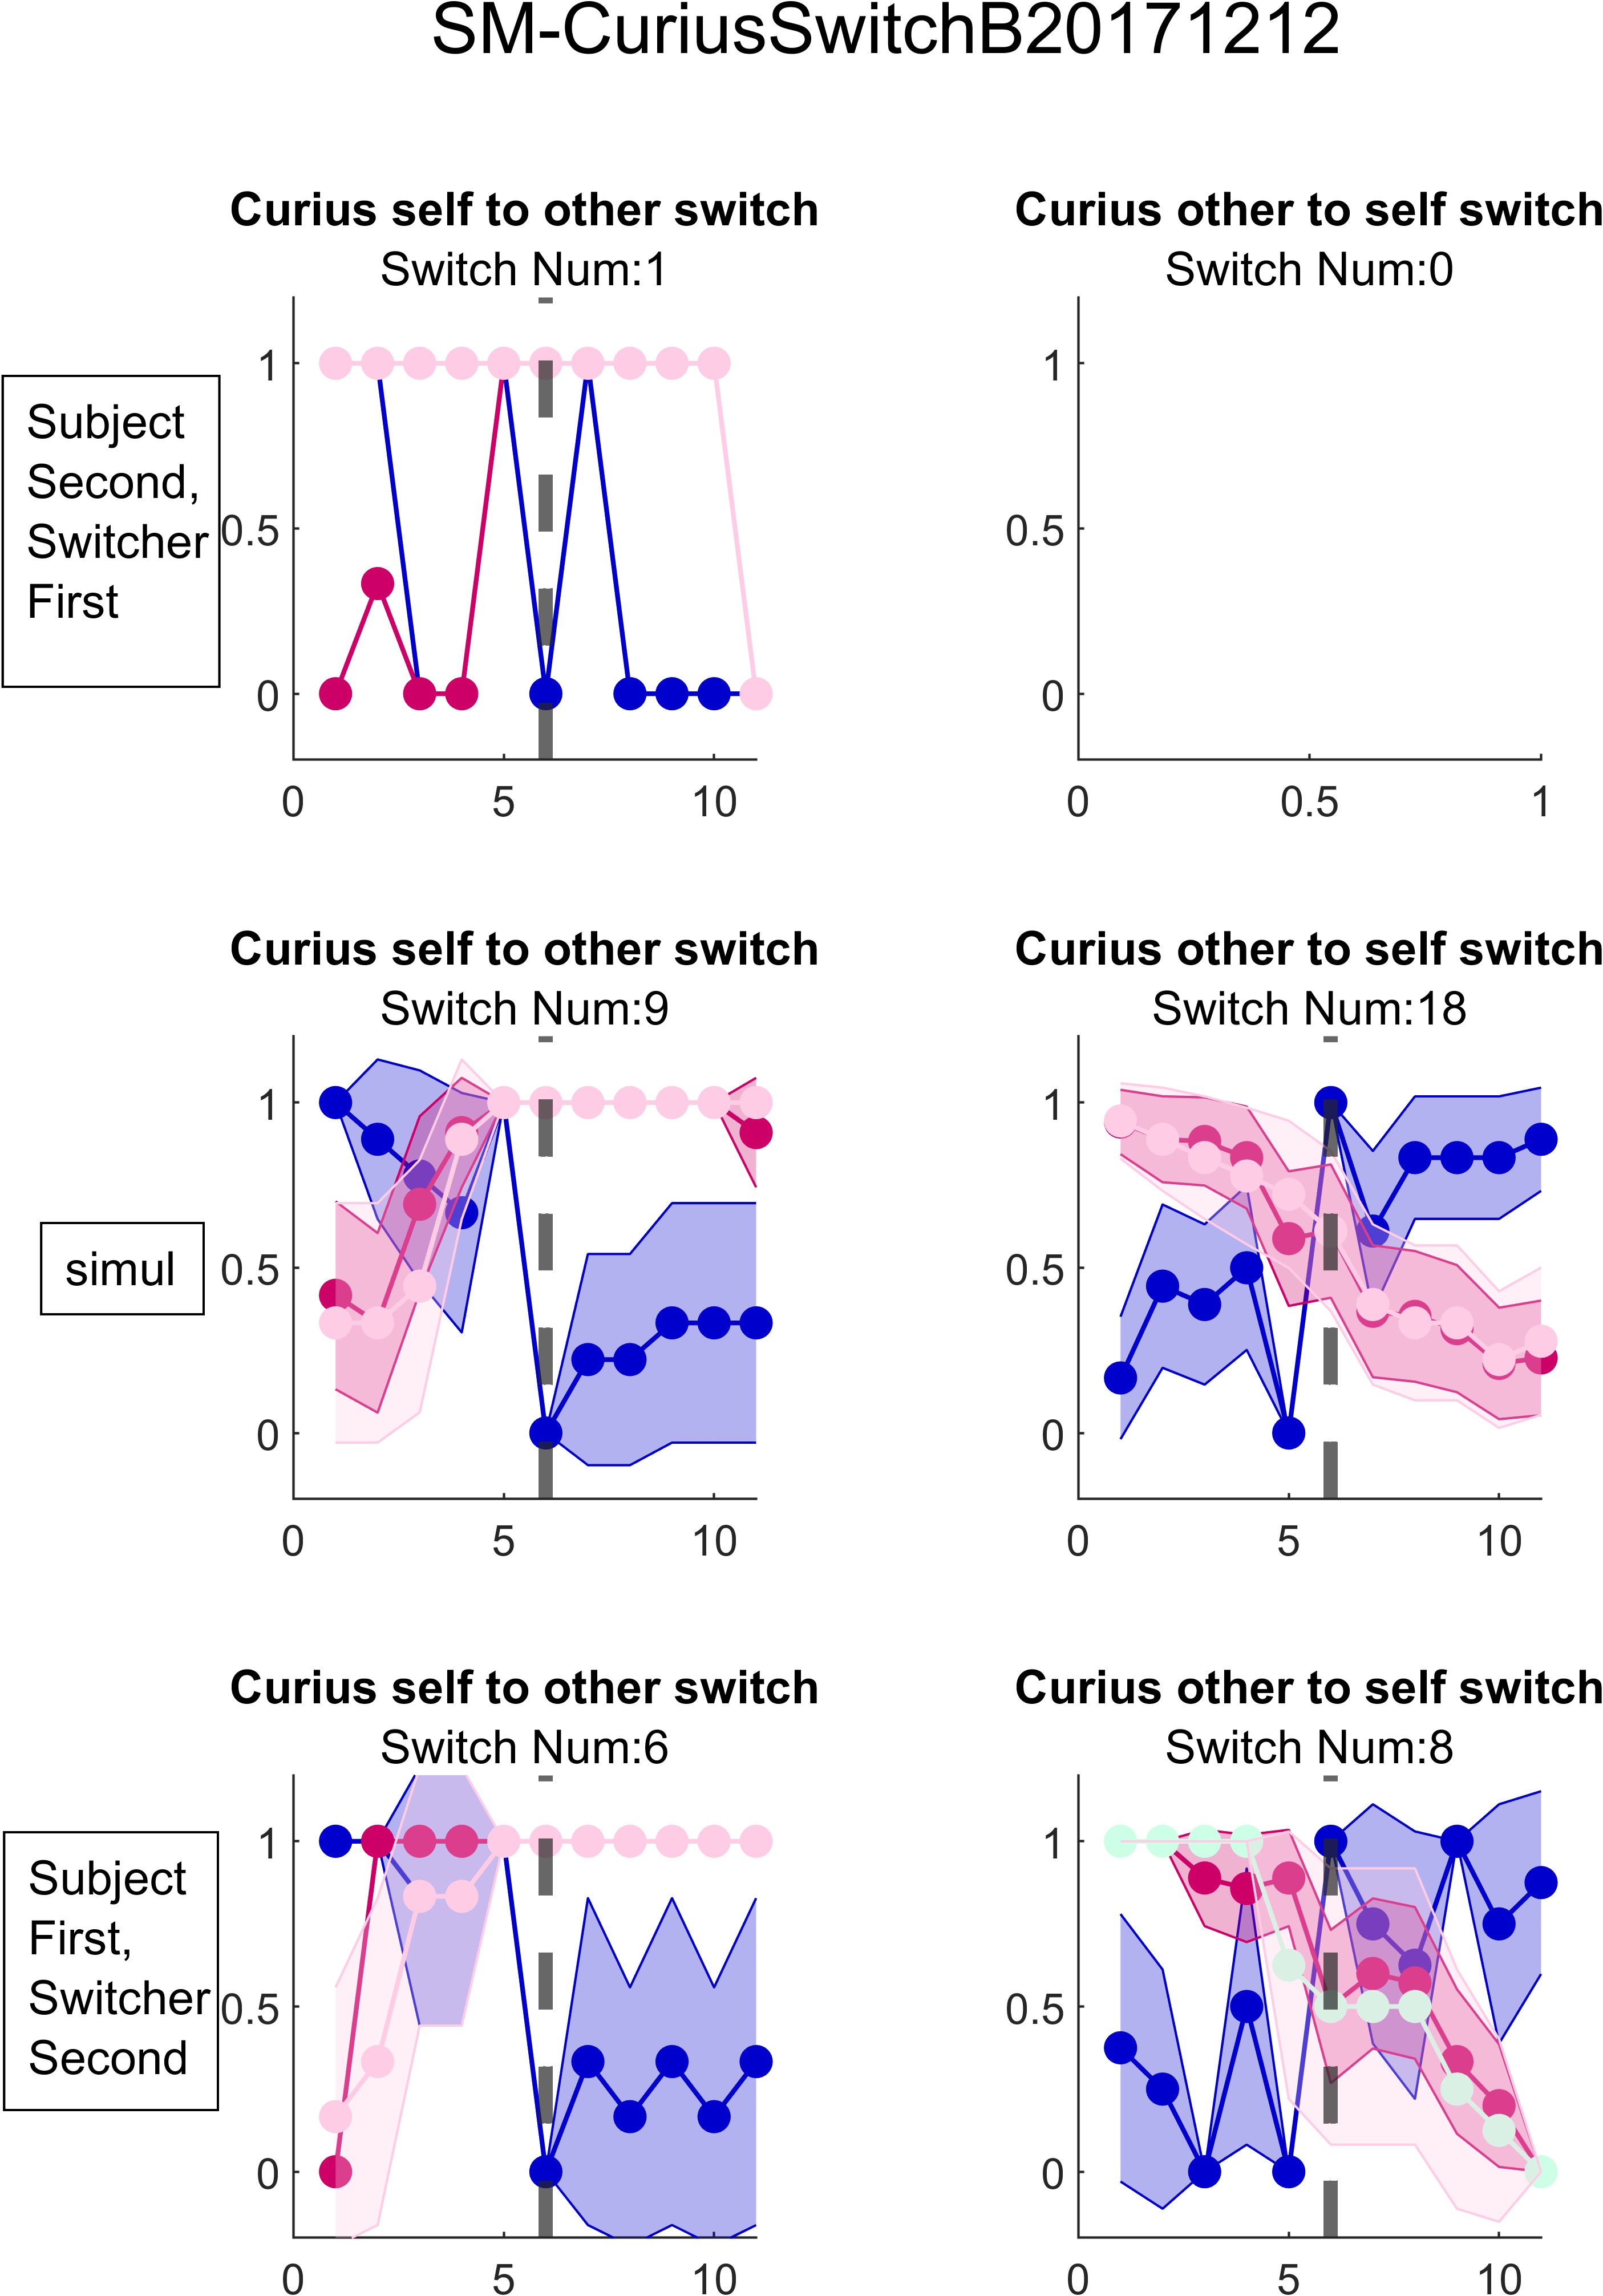 SM-CuriusSwitchB20171212
Curius self to other switch
Switch Num:1
Curius other to self switch
Switch Num:0
Subject
Second,
Switcher
First
1
0.5
0
0 5 10
1
0.5
0
0 0.5 1
Curius self to other switch
Switch Num:9
Curius other to self switch
Switch Num:18
simul
1
0.5
0
0 5 10
1
0.5
0
0 5 10
Curius self to other switch
Switch Num:6
Curius other to self switch
Switch Num:8
Subject
First,
Switcher
Second
1
0.5
0
0 5 10
1
0.5
0
0 5 10